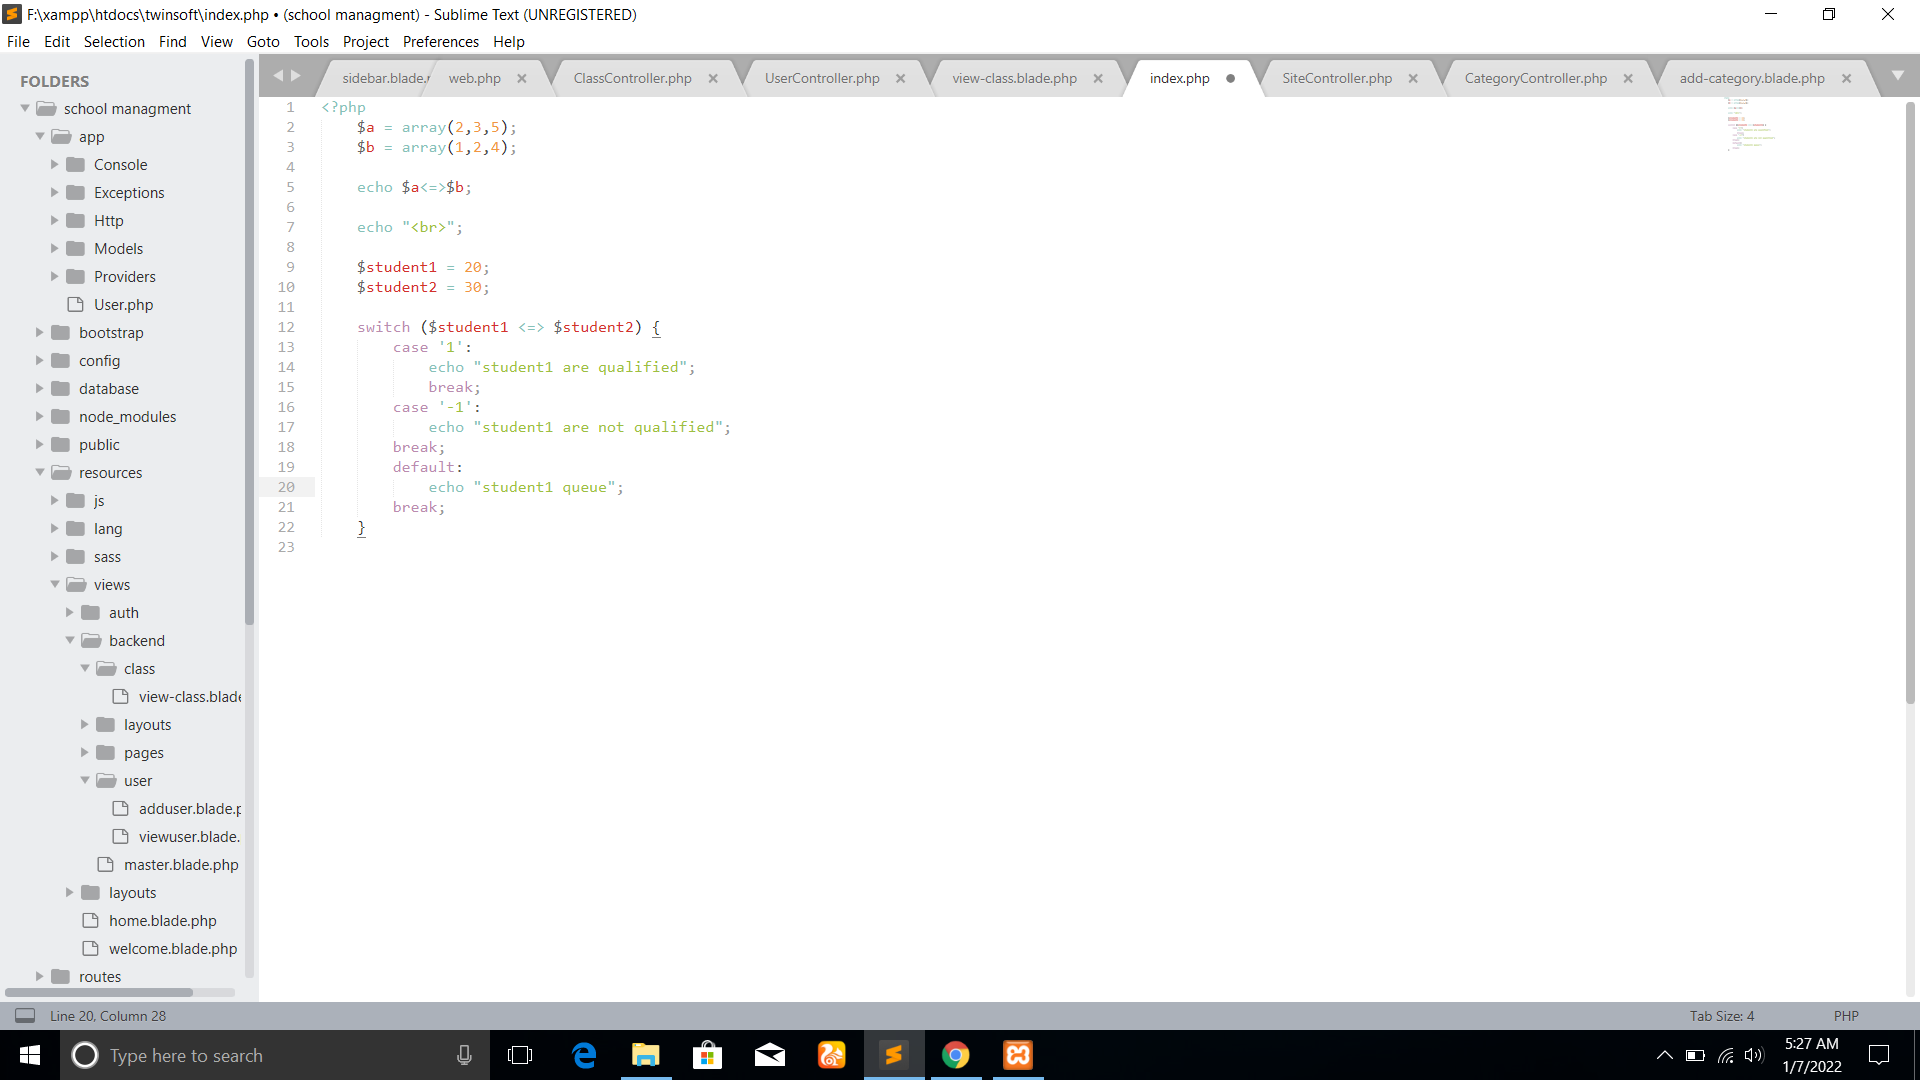 F:\xampp\htdocs\twinsoft\index.php • (school managment) - Sublime Text (UNREGISTERED)
File Edit Selection Find View Goto Tools Project Preferences Help
FOLDERS
school managment
app
Console
Exceptions
Http
Models
Providers
User.php
bootstrap
config
database
node_modules
public
resources
js
lang
sass
views
auth
backend
class
view-class.blade
layouts
pages
user
adduser.blade.p
viewuser.blade.
master.blade.php
layouts
home.blade.php
welcome.blade.php
routes
sidebar.blade.p web.php ClassController.php UserController.php view-class.blade.php index.php SiteController.php CategoryController.php add-category.blade.php
1 <?php
2 $a = array(2,3,5);
3 $b = array(1,2,4);
4
5 echo $a<=>$b;
6
7 echo "<br>";
8
9 $student1 = 20;
10 $student2 = 30;
11
12 switch ($student1 <=> $student2) {
13 case '1':
14 echo "student1 are qualified";
15 break;
16 case '-1':
17 echo "student1 are not qualified";
18 break;
19 default:
20 echo "student1 queue";
21 break;
22 }
23
Line 20, Column 28 Tab Size: 4 PHP
Type here to search
5:27 AM
1/7/2022